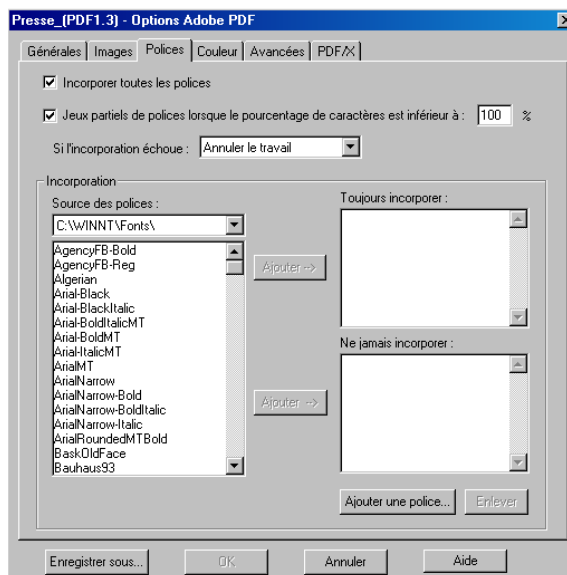 Presse_(PDF1.3) - Options Adobe PDF
Générales Images Polices Couleur Avancées PDF/X
Incorporer toutes les polices
Jeux partiels de polices lorsque le pourcentage de caractères est inférieur à : 100 %
Si l'incorporation échoue : Annuler le travail
Incorporation
Source des polices :
C:\WINNT\Fonts\
AgencyFB-Bold
AgencyFB-Reg
Algerian
Arial-Black
Arial-BlackItalic
Arial-BoldItalicMT
Arial-BoldMT
Arial-ItalicMT
ArialMT
ArialNarrow
ArialNarrow-Bold
ArialNarrow-BoldItalic
ArialNarrow-Italic
ArialRoundedMTBold
BaskOldFace
Bauhaus93
Ajouter -->
Ajouter -->
Toujours incorporer :
Ne jamais incorporer :
Ajouter une police... Enlever
Enregistrer sous... OK Annuler Aide